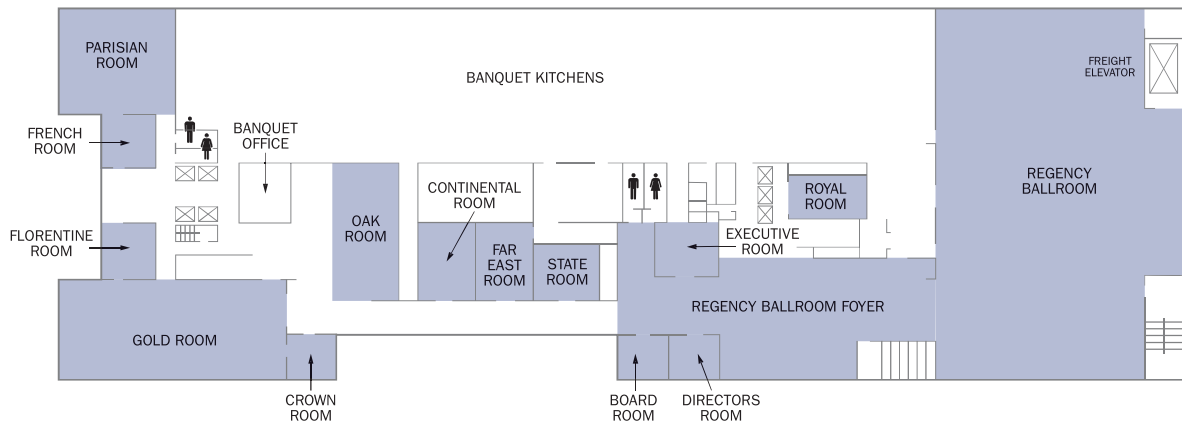 PARISIAN
ROOM
BANQUET KITCHENS
FREIGHT
ELEVATOR
FRENCH
ROOM
BANQUET
OFFICE
REGENCY
BALLROOM
CONTINENTAL
ROOM
ROYAL
ROOM
OAK
ROOM
FLORENTINE
ROOM
EXECUTIVE
ROOM
FAR
EAST
ROOM
STATE
ROOM
REGENCY BALLROOM FOYER
GOLD ROOM
CROWN
ROOM
BOARD
ROOM
DIRECTORS
ROOM